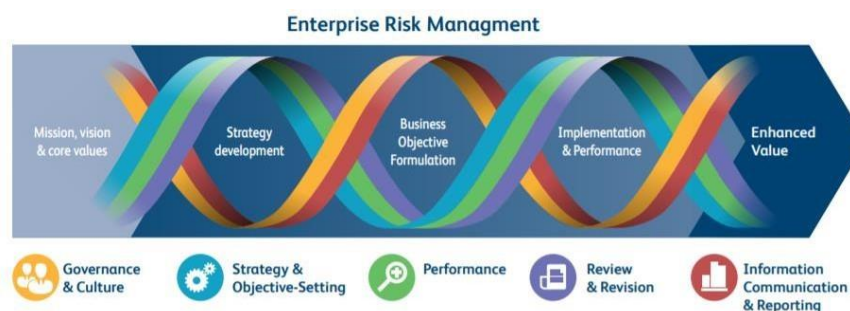 Enterprise Risk Managment
Mission, vision
& core values
Strategy
development
Business
Objective
Formulation
Implementation
& Performance
Enhanced
Value
Governance
& Culture
Strategy &
Objective-Setting
Performance
Review
& Revision
Information
Communication
& Reporting